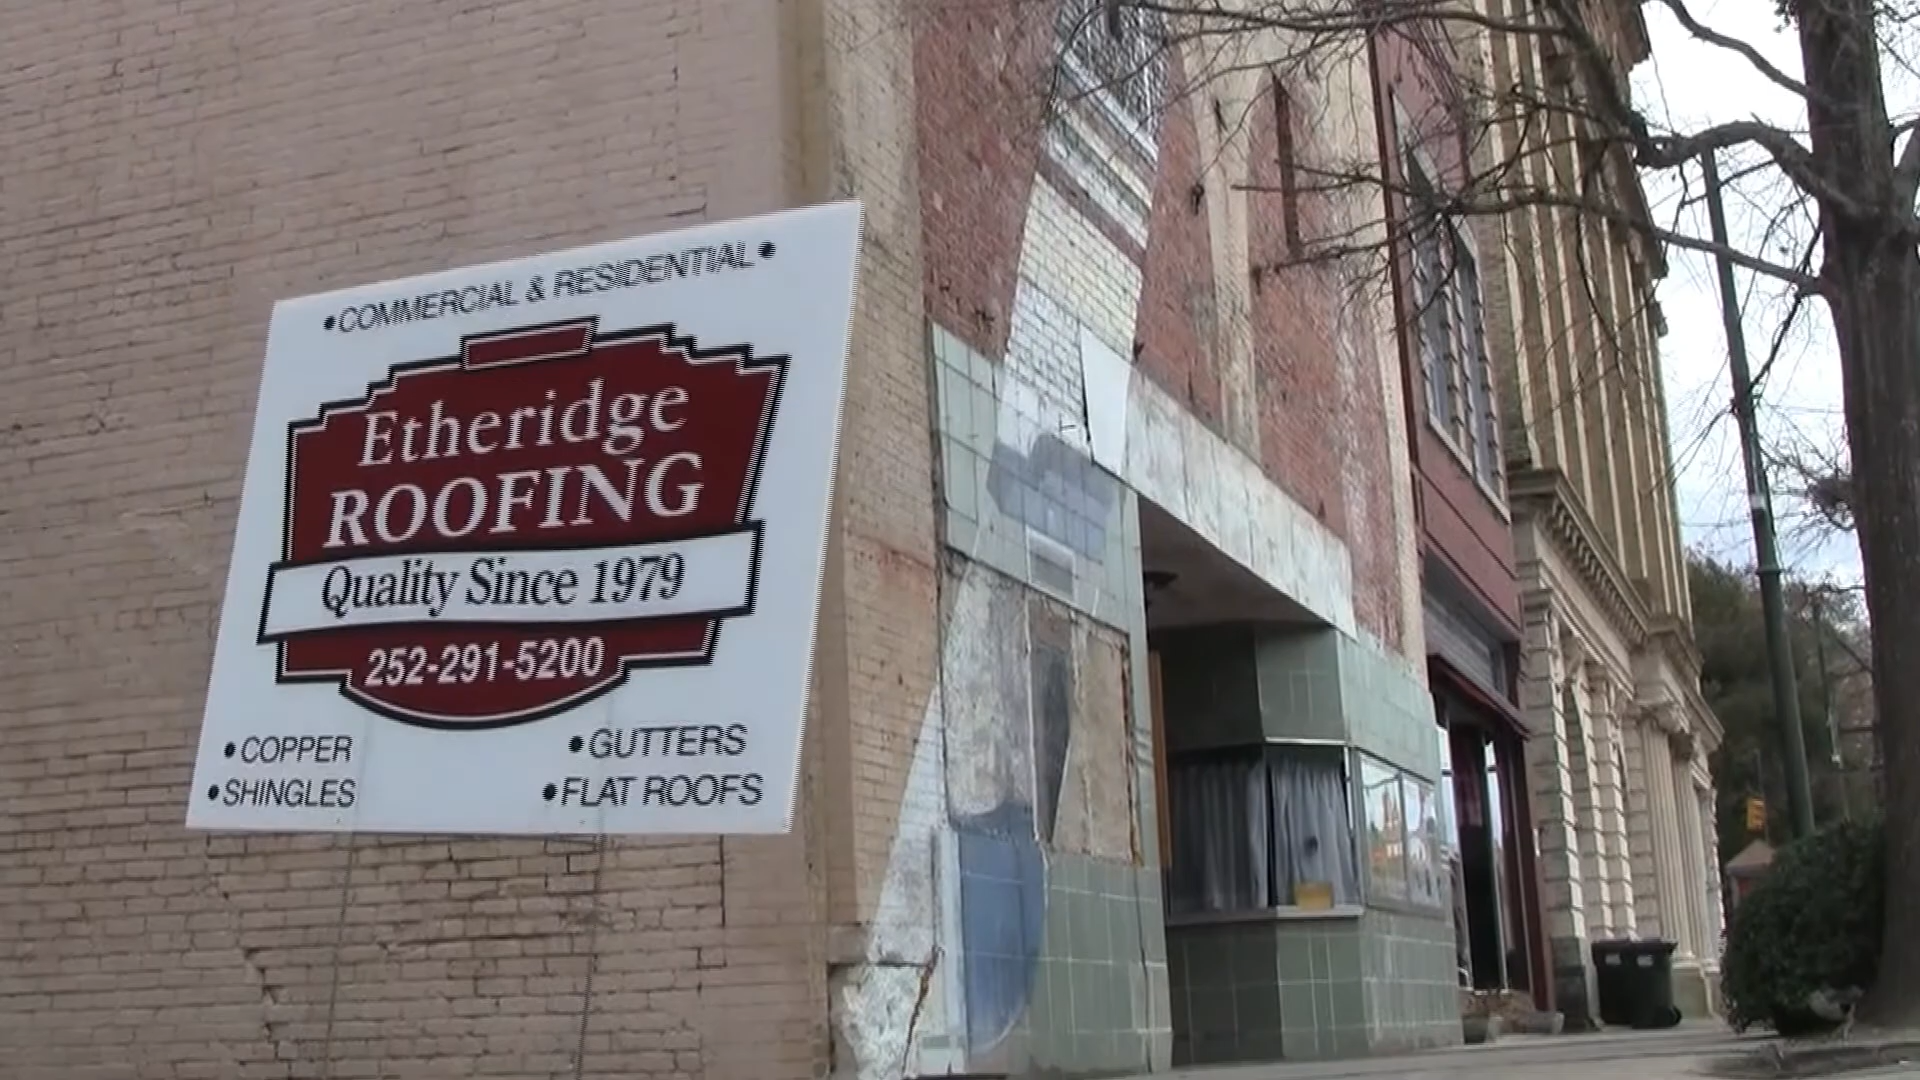 •COMMERCIAL & RESIDENTIAL•
Etheridge
ROOFING
Quality Since 1979
252-291-5200
•COPPER
•SHINGLES
•GUTTERS
•FLAT ROOFS